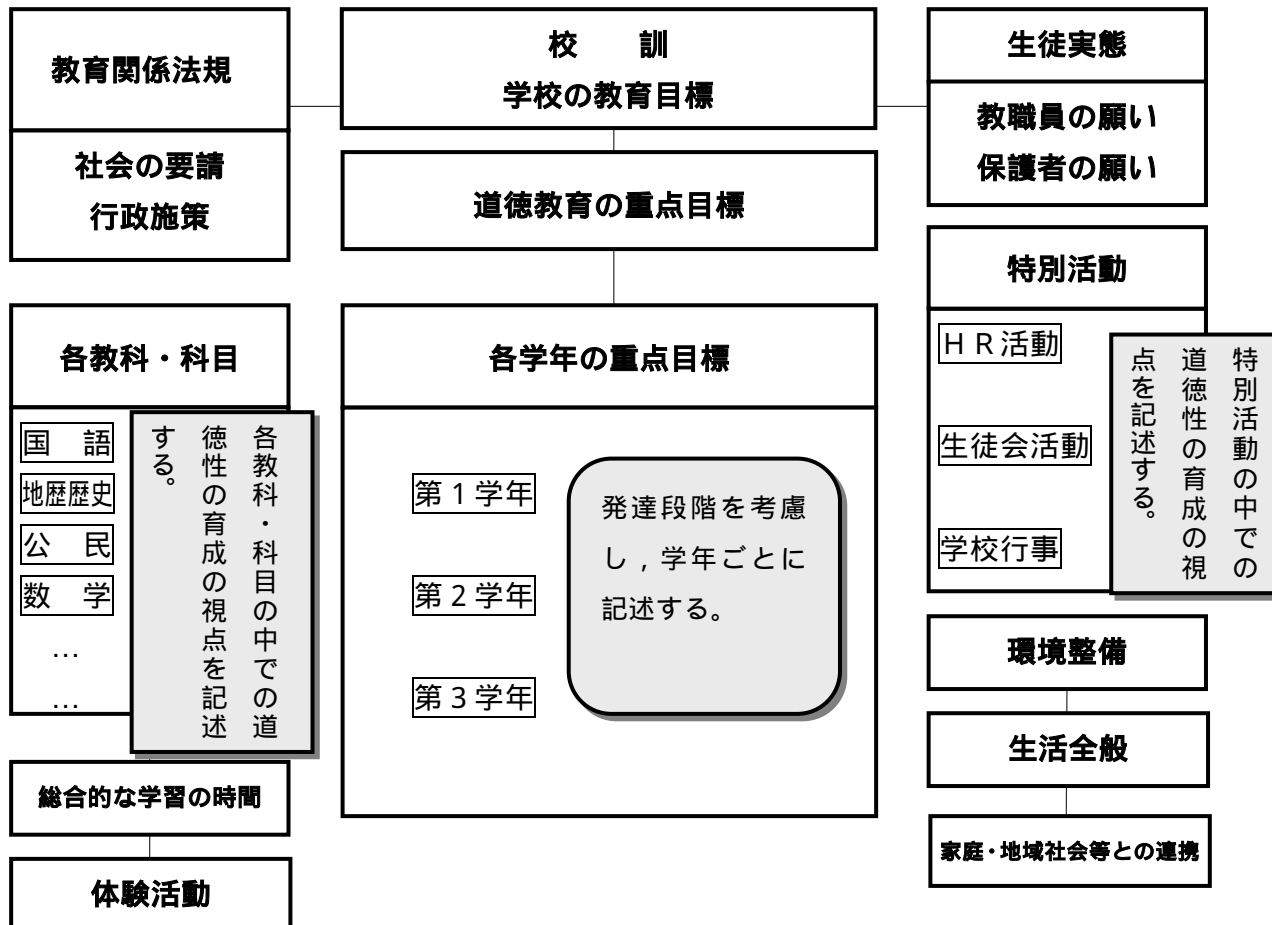 教育関係法規
社会の要請
行政施策
校　訓
学校の教育目標
生徒実態
教職員の願い
保護者の願い
道徳教育の重点目標
各教科・科目
国　語
地歴歴史
公　民
数　学
…
…
各教科・科目の中での道
徳性の育成の視点を記述
する。
各学年の重点目標
第１学年
第２学年
第３学年
発達段階を考慮
し，学年ごとに
記述する。
特別活動
ＨＲ活動
生徒会活動
学校行事
特別活動の中での
道徳性の育成の視
点を記述する。
環境整備
生活全般
家庭・地域社会等との連携
総合的な学習の時間
体験活動